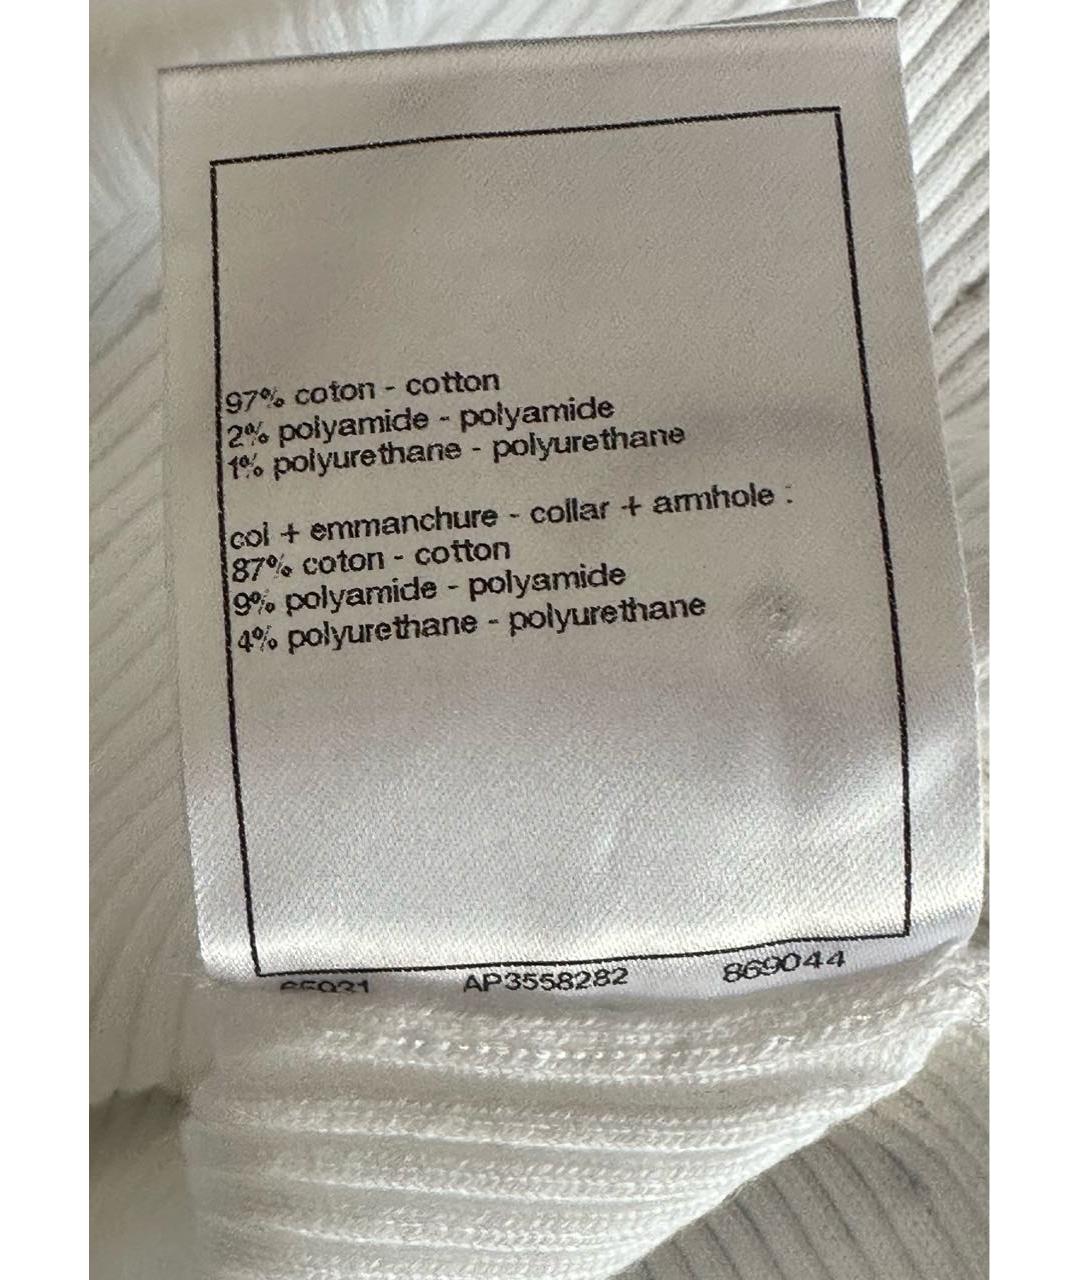 97% coton - cotton
2% polyamide - polyamide
1% polyurethane - polyurethane
col + emmanchure - collar + armhole :
87% coton - cotton
9% polyamide - polyamide
4% polyurethane - polyurethane
AP3558282 869044